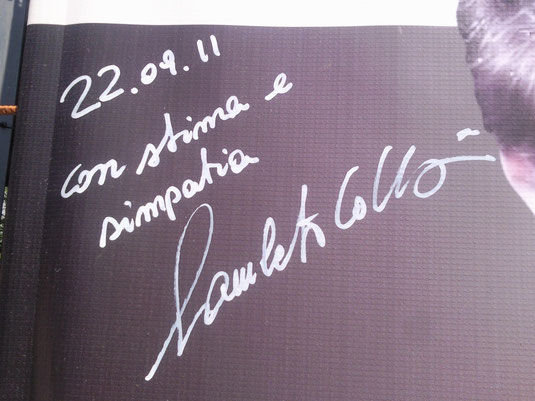 22.09.11
con stima e
simpatia